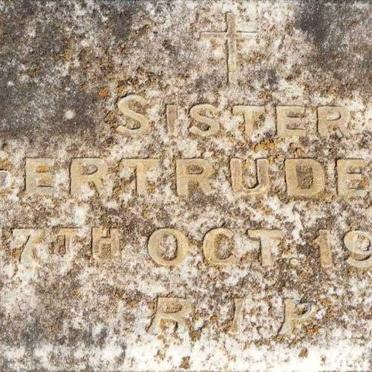 SISTER
ERTRUDE
7TH OCT 19
R I P